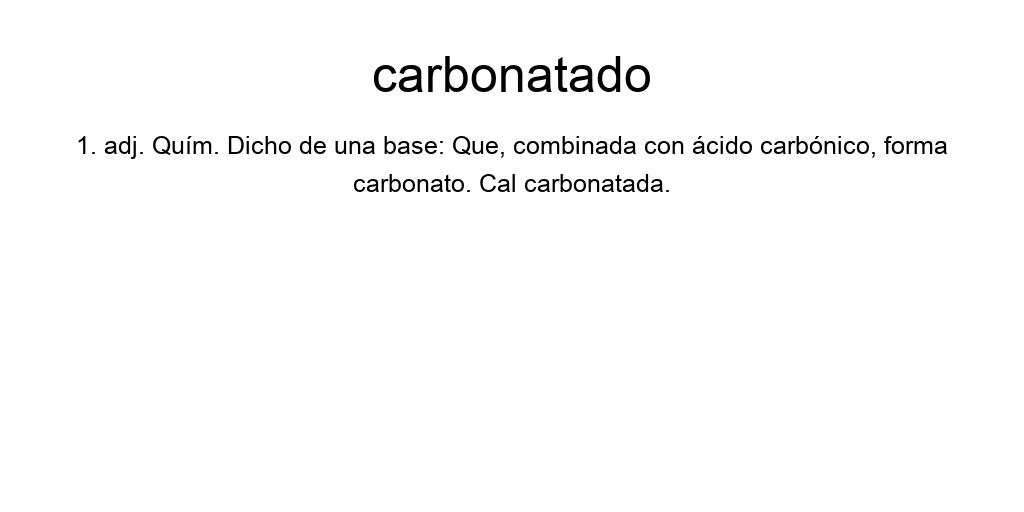 carbonatado
1. adj. Quím. Dicho de una base: Que, combinada con ácido carbónico, forma
carbonato. Cal carbonatada.